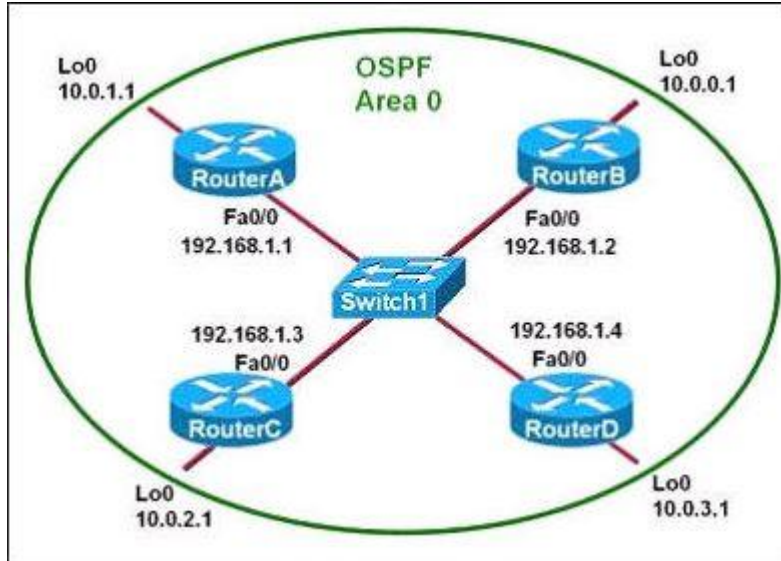 Lo0
10.0.1.1
OSPF
Area 0
Lo0
10.0.0.1
RouterA
RouterB
Fa0/0
192.168.1.1
Fa0/0
192.168.1.2
Switch1
192.168.1.3
Fa0/0
192.168.1.4
Fa0/0
RouterC
RouterD
Lo0
10.0.2.1
Lo0
10.0.3.1